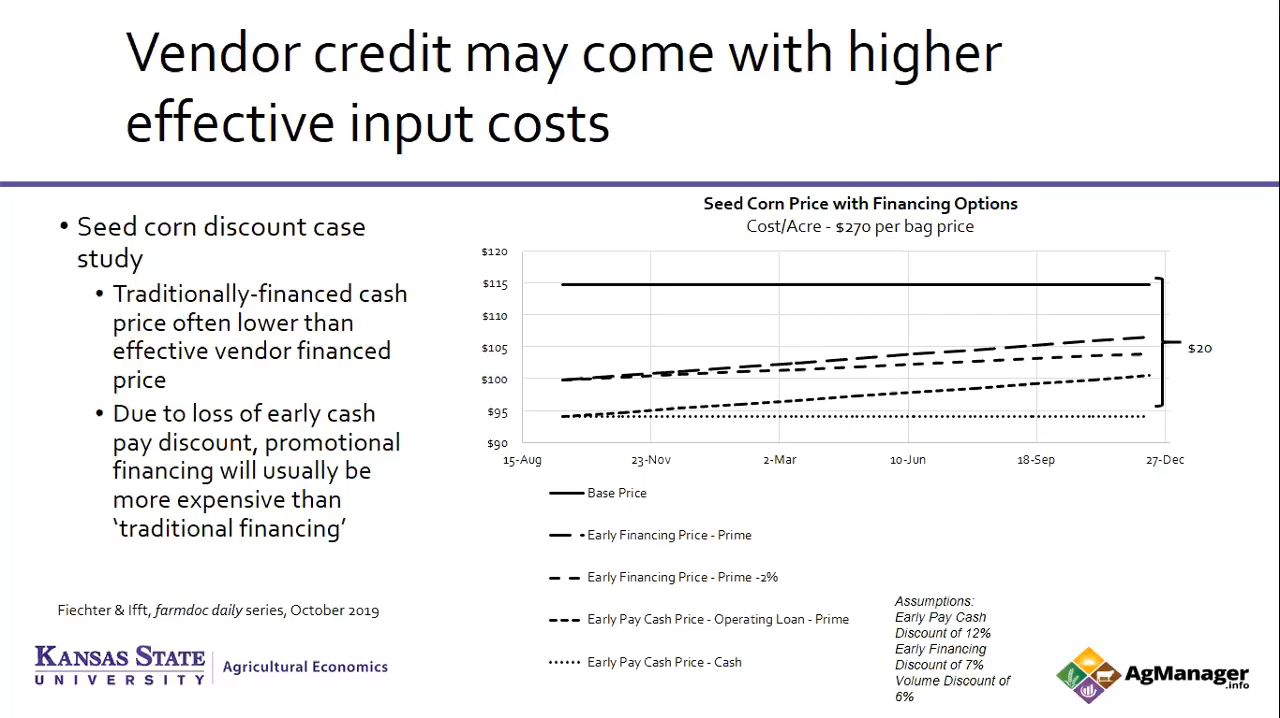 Vendor credit may come with higher
effective input costs
• Seed corn discount case
study
• Traditionally-financed cash
price often lower than
effective vendor financed
price
• Due to loss of early cash
pay discount, promotional
financing will usually be
more expensive than
‘traditional financing’
Fiechter & Ifft, farmdoc daily series, October 2019
KANSAS STATE
UNIVERSITY
Agricultural Economics
Seed Corn Price with Financing Options
Cost/Acre - $270 per bag price
$120
$115
$110
$105
$100
$95
$90
15-Aug
23-Nov
2-Mar
10-Jun
18-Sep
27-Dec
$20
Base Price
Early Financing Price - Prime
Early Financing Price - Prime -2%
Early Pay Cash Price - Operating Loan - Prime
Early Pay Cash Price - Cash
Assumptions:
Early Pay Cash
Discount of 12%
Early Financing
Discount of 7%
Volume Discount of
6%
AgManager
.info